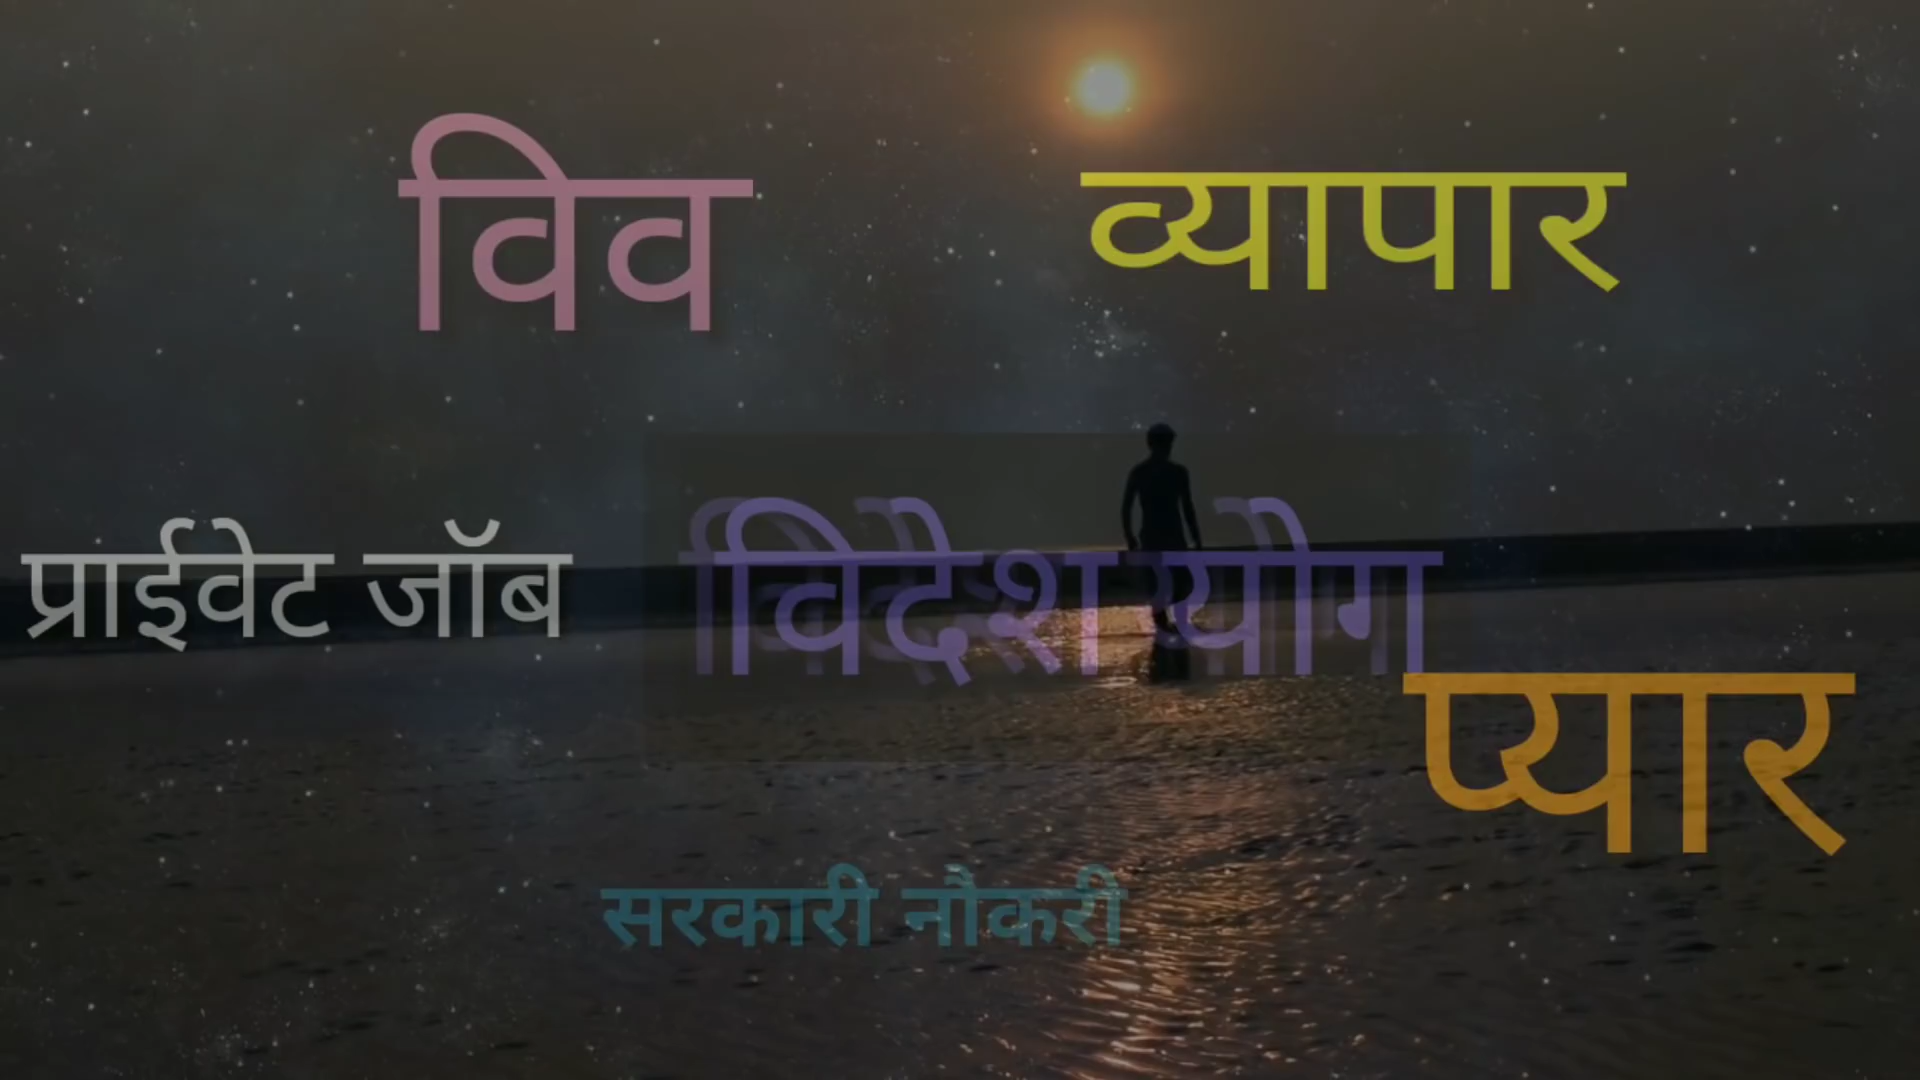 विव
व्यापार
प्राईवेट जॉब
विदेश योग
प्यार
सरकारी नौकरी